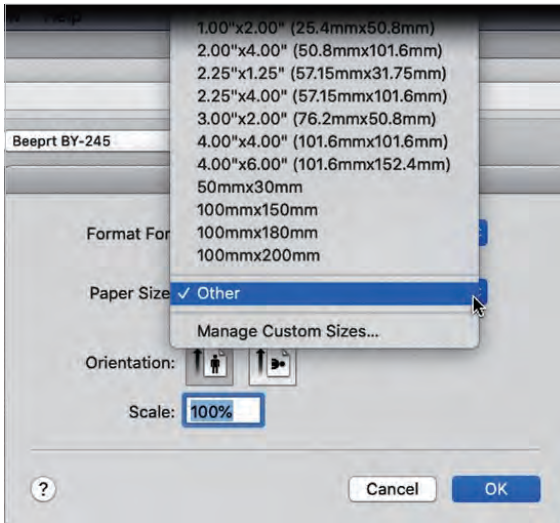 Help
1.00"x2.00" (25.4mmx50.8mm)
2.00"x4.00" (50.8mmx101.6mm)
2.25"x1.25" (57.15mmx31.75mm)
2.25"x4.00" (57.15mmx101.6mm)
3.00"x2.00" (76.2mmx50.8mm)
4.00"x4.00" (101.6mmx101.6mm)
Beeprt BY-245
4.00"x6.00" (101.6mmx152.4mm)
50mmx30mm
100mmx150mm
Format For
100mmx180mm
100mmx200mm
Paper Size ✓ Other
Manage Custom Sizes...
Orientation:
Scale: 100%
? Cancel OK